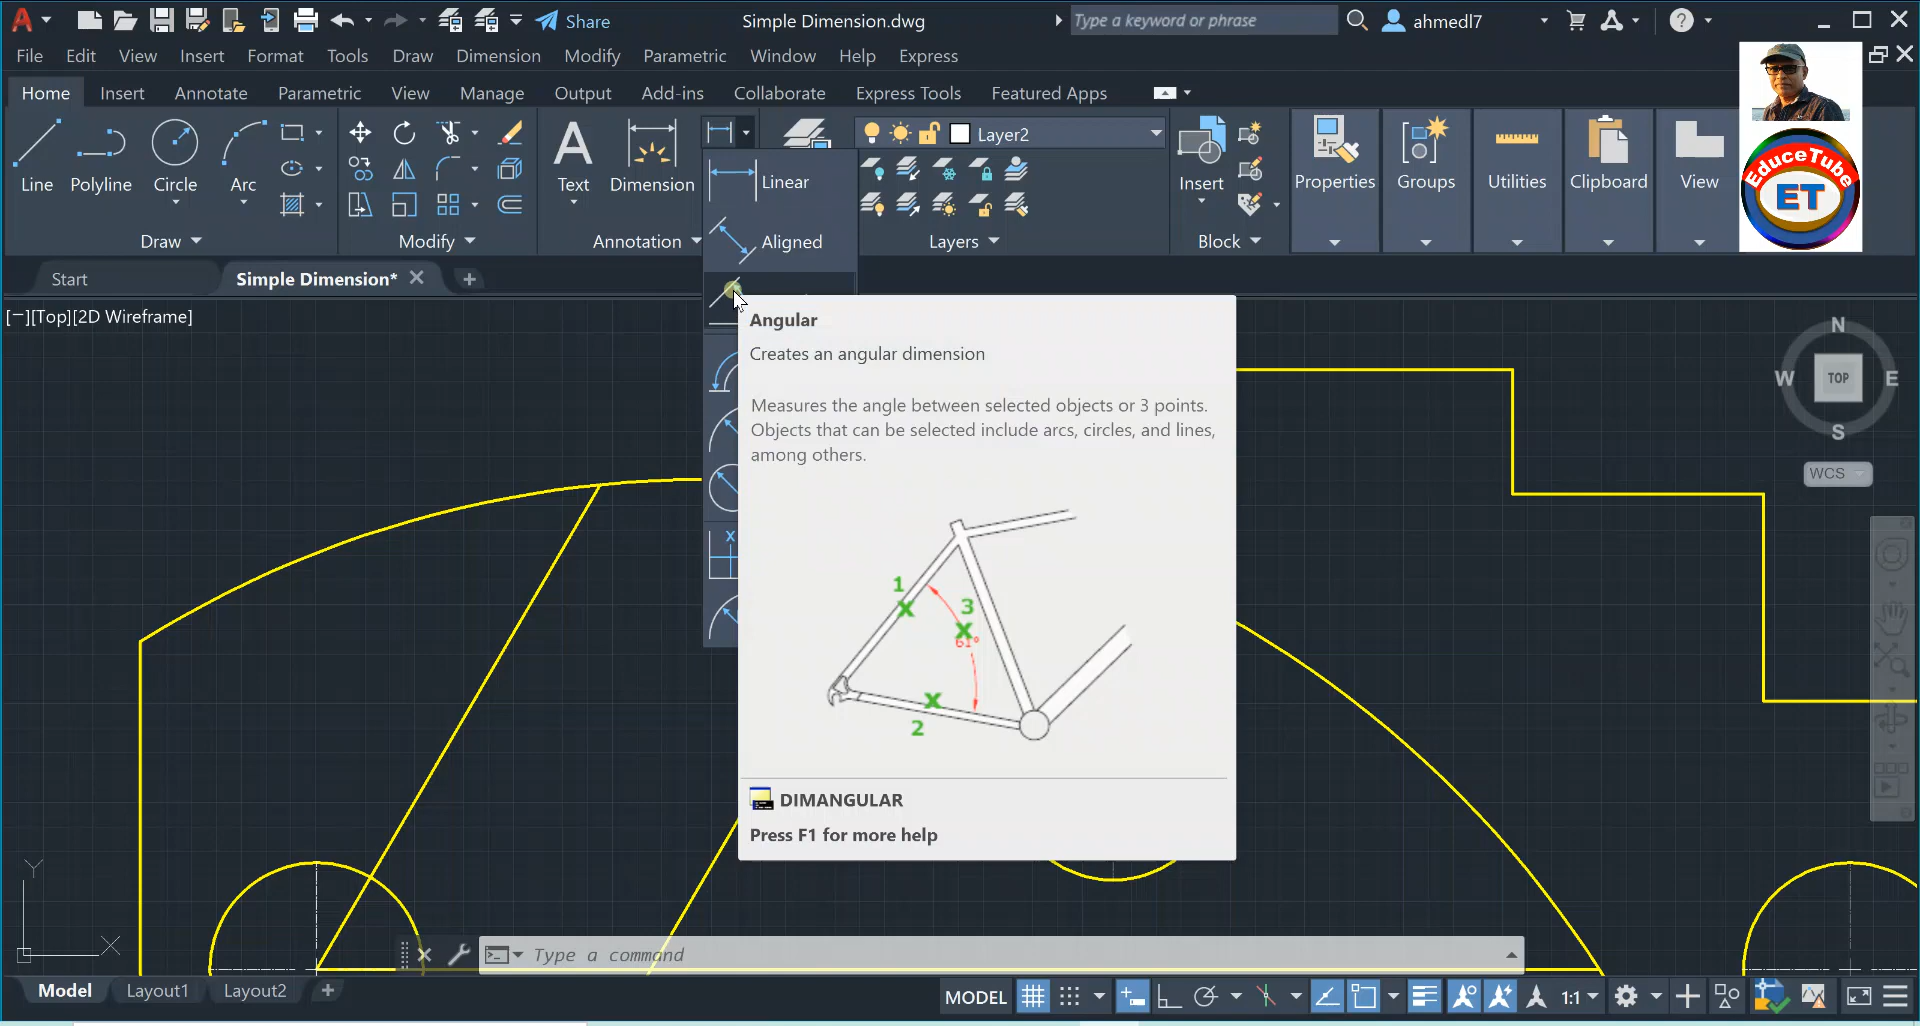 Share
Simple Dimension.dwg
Type a keyword or phrase
ahmedl7
File Edit View Insert Format Tools Draw Dimension Modify Parametric Window Help Express
Home Insert Annotate Parametric View Manage Output Add-ins Collaborate Express Tools Featured Apps
Layer2
Line Polyline Circle Arc
Text Dimension
Linear
Aligned
Insert
Properties Groups Utilities Clipboard View
EduceTube
ET
Draw Modify Annotation Layers Block
Start
Simple Dimension*
[−][Top][2D Wireframe]
Angular
Creates an angular dimension
Measures the angle between selected objects or 3 points.
Objects that can be selected include arcs, circles, and lines,
among others.
1
3
61°
2
DIMANGULAR
Press F1 for more help
N
W TOP E
S
WCS
X
Y
X
Type a command
Model Layout1 Layout2
MODEL
1:1